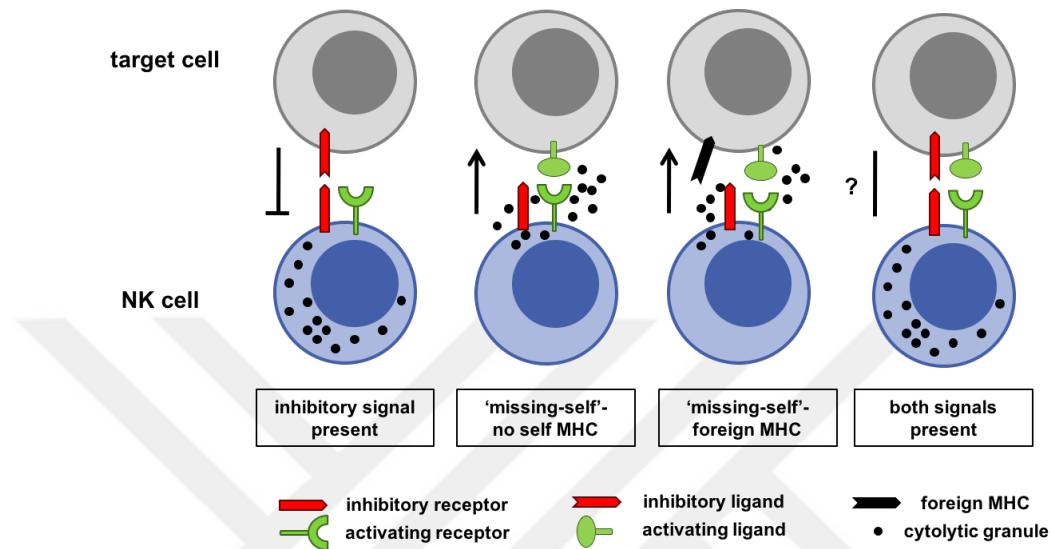 target cell
?
NK cell
inhibitory signal
present
‘missing-self’-
no self MHC
‘missing-self’-
foreign MHC
both signals
present
inhibitory receptor
inhibitory ligand
foreign MHC
activating receptor
activating ligand
cytolytic granule